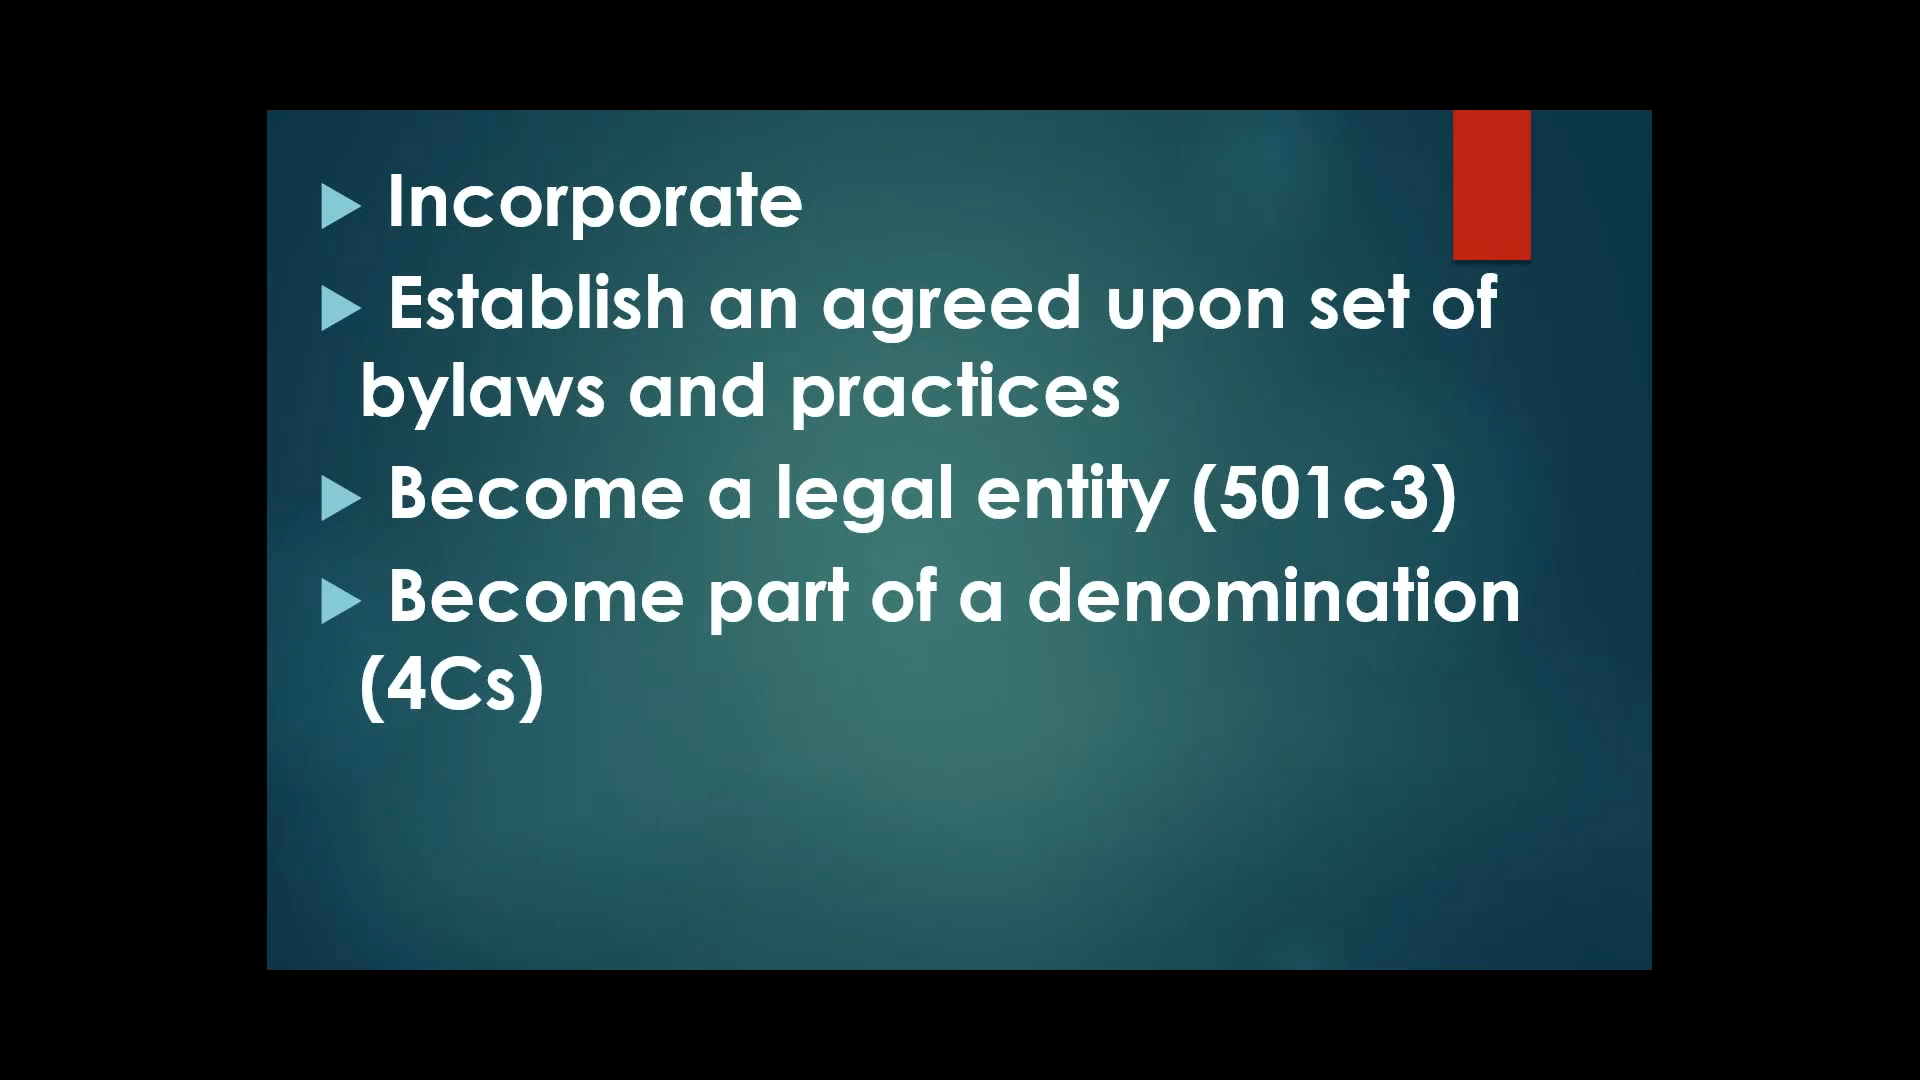 Incorporate
Establish an agreed upon set of
bylaws and practices
Become a legal entity (501c3)
Become part of a denomination
(4Cs)